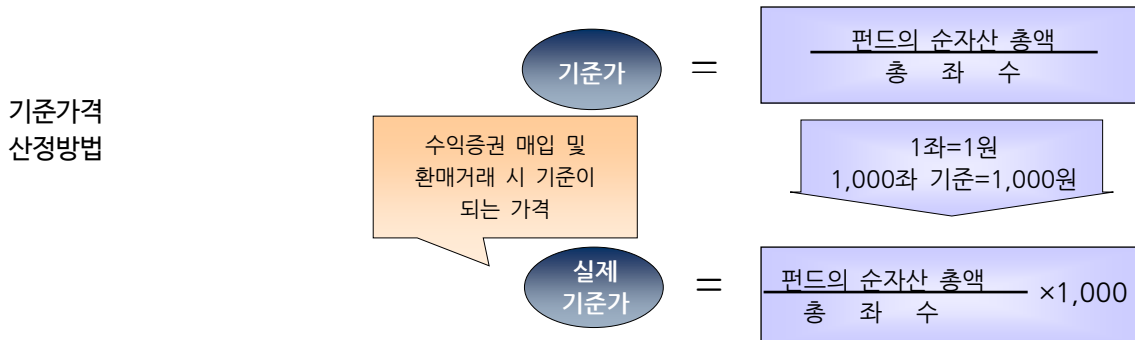 기준가격
산정방법
기준가
=
펀드의 순자산 총액
총 좌 수
수익증권 매입 및
환매거래 시 기준이
되는 가격
1좌=1원
1,000좌 기준=1,000원
실제
기준가
=
펀드의 순자산 총액
총 좌 수
×1,000